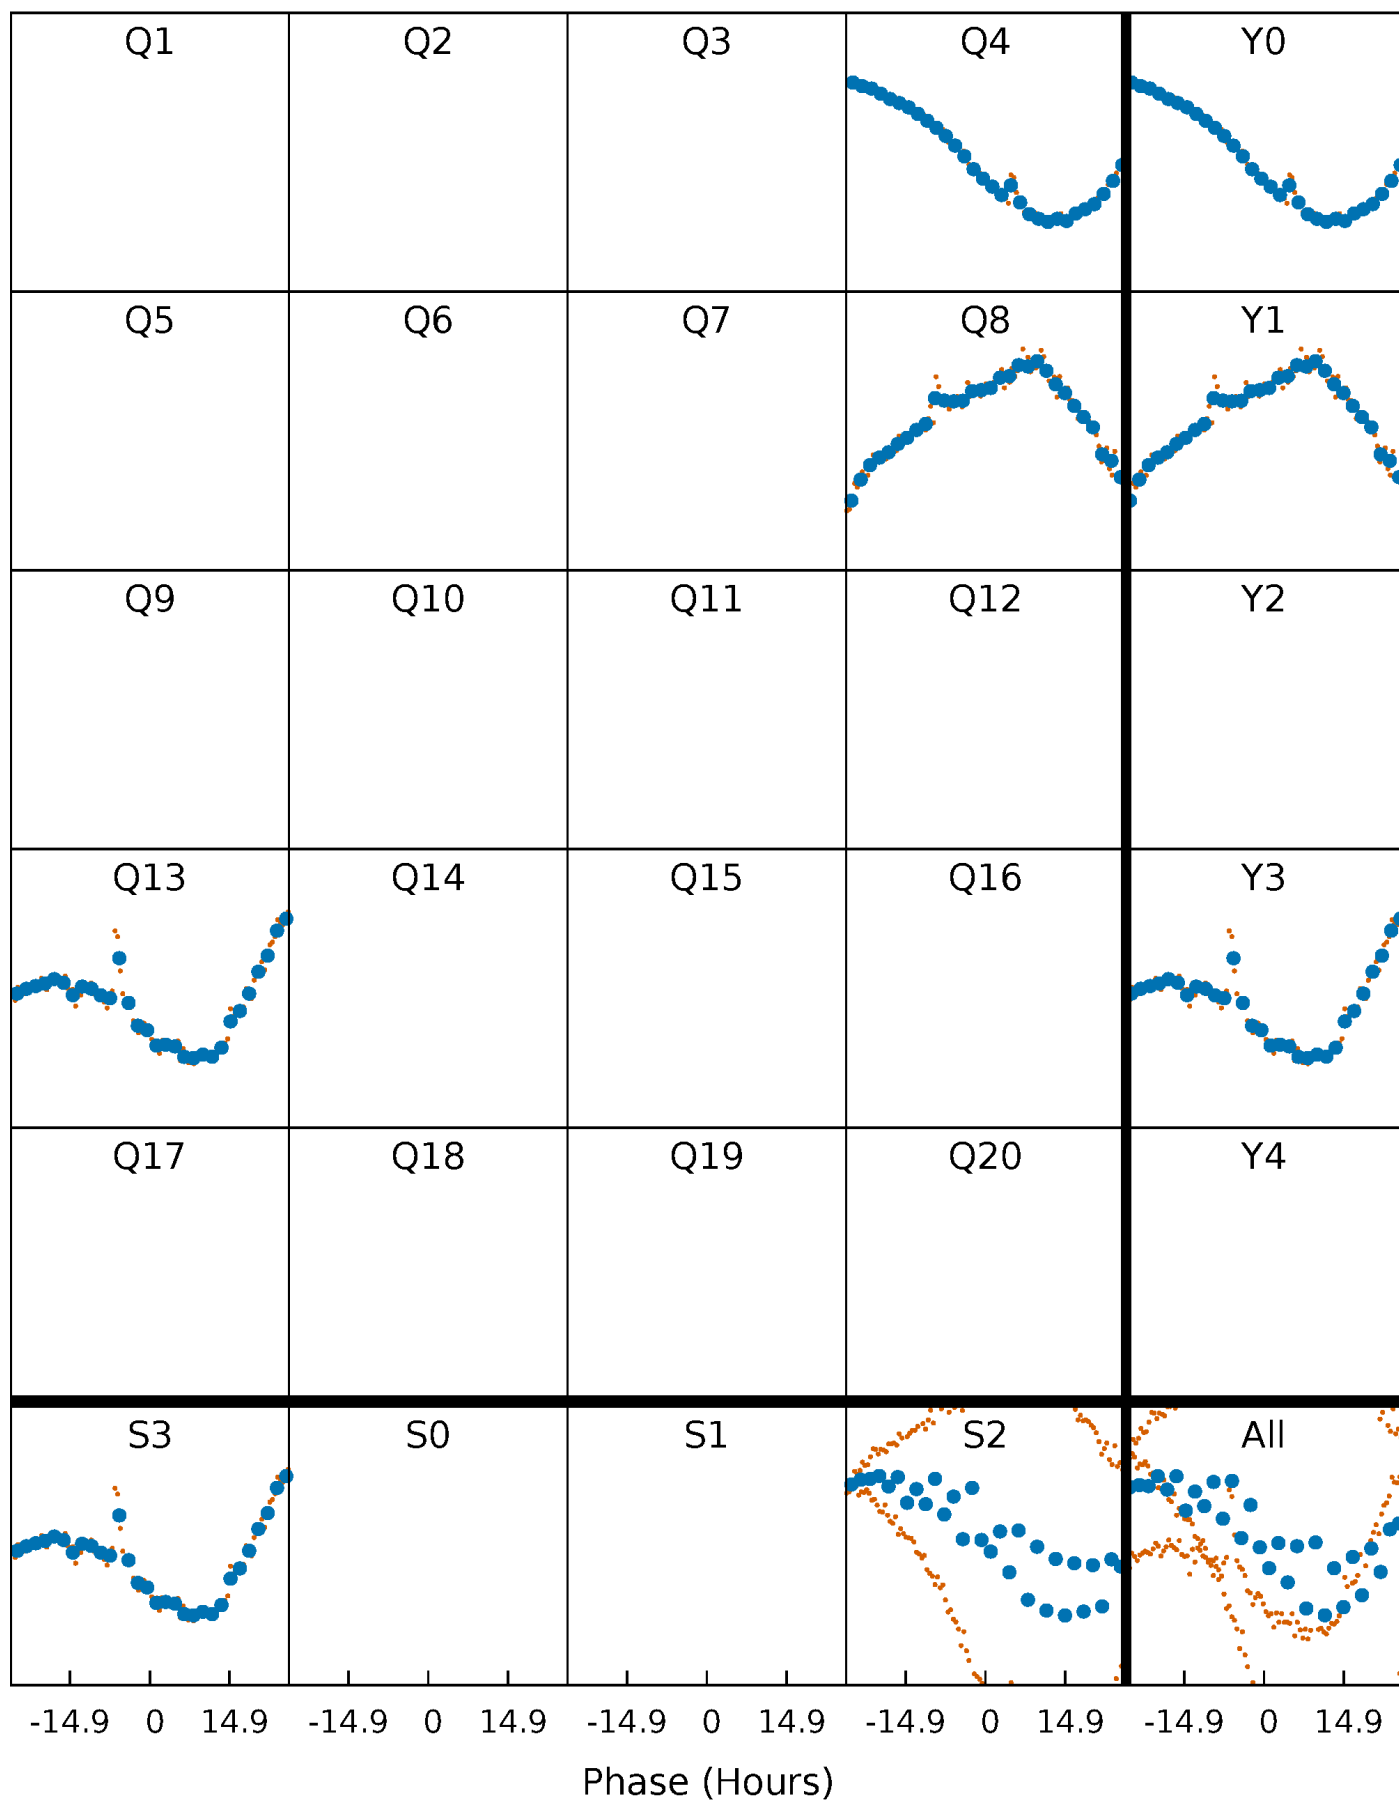 Q1 Q2 Q3 Q4 Y0
Q5 Q6 Q7 Q8 Y1
Q9 Q10 Q11 Q12 Y2
Q13 Q14 Q15 Q16 Y3
Q17 Q18 Q19 Q20 Y4
S3 S0 S1 S2 All
-14.9 0 14.9 -14.9 0 14.9 -14.9 0 14.9 -14.9 0 14.9 -14.9 0 14.9
Phase (Hours)